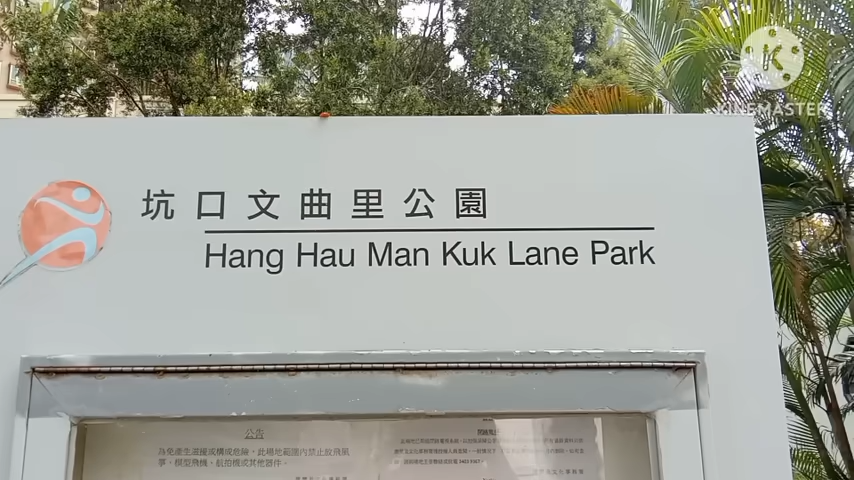 KINEMASTER
坑口文曲里公園
Hang Hau Man Kuk Lane Park
公告
為免產生滋擾或構成危險，此場地範圍內禁止放飛風
箏、模型飛機、航拍機或其他器件。